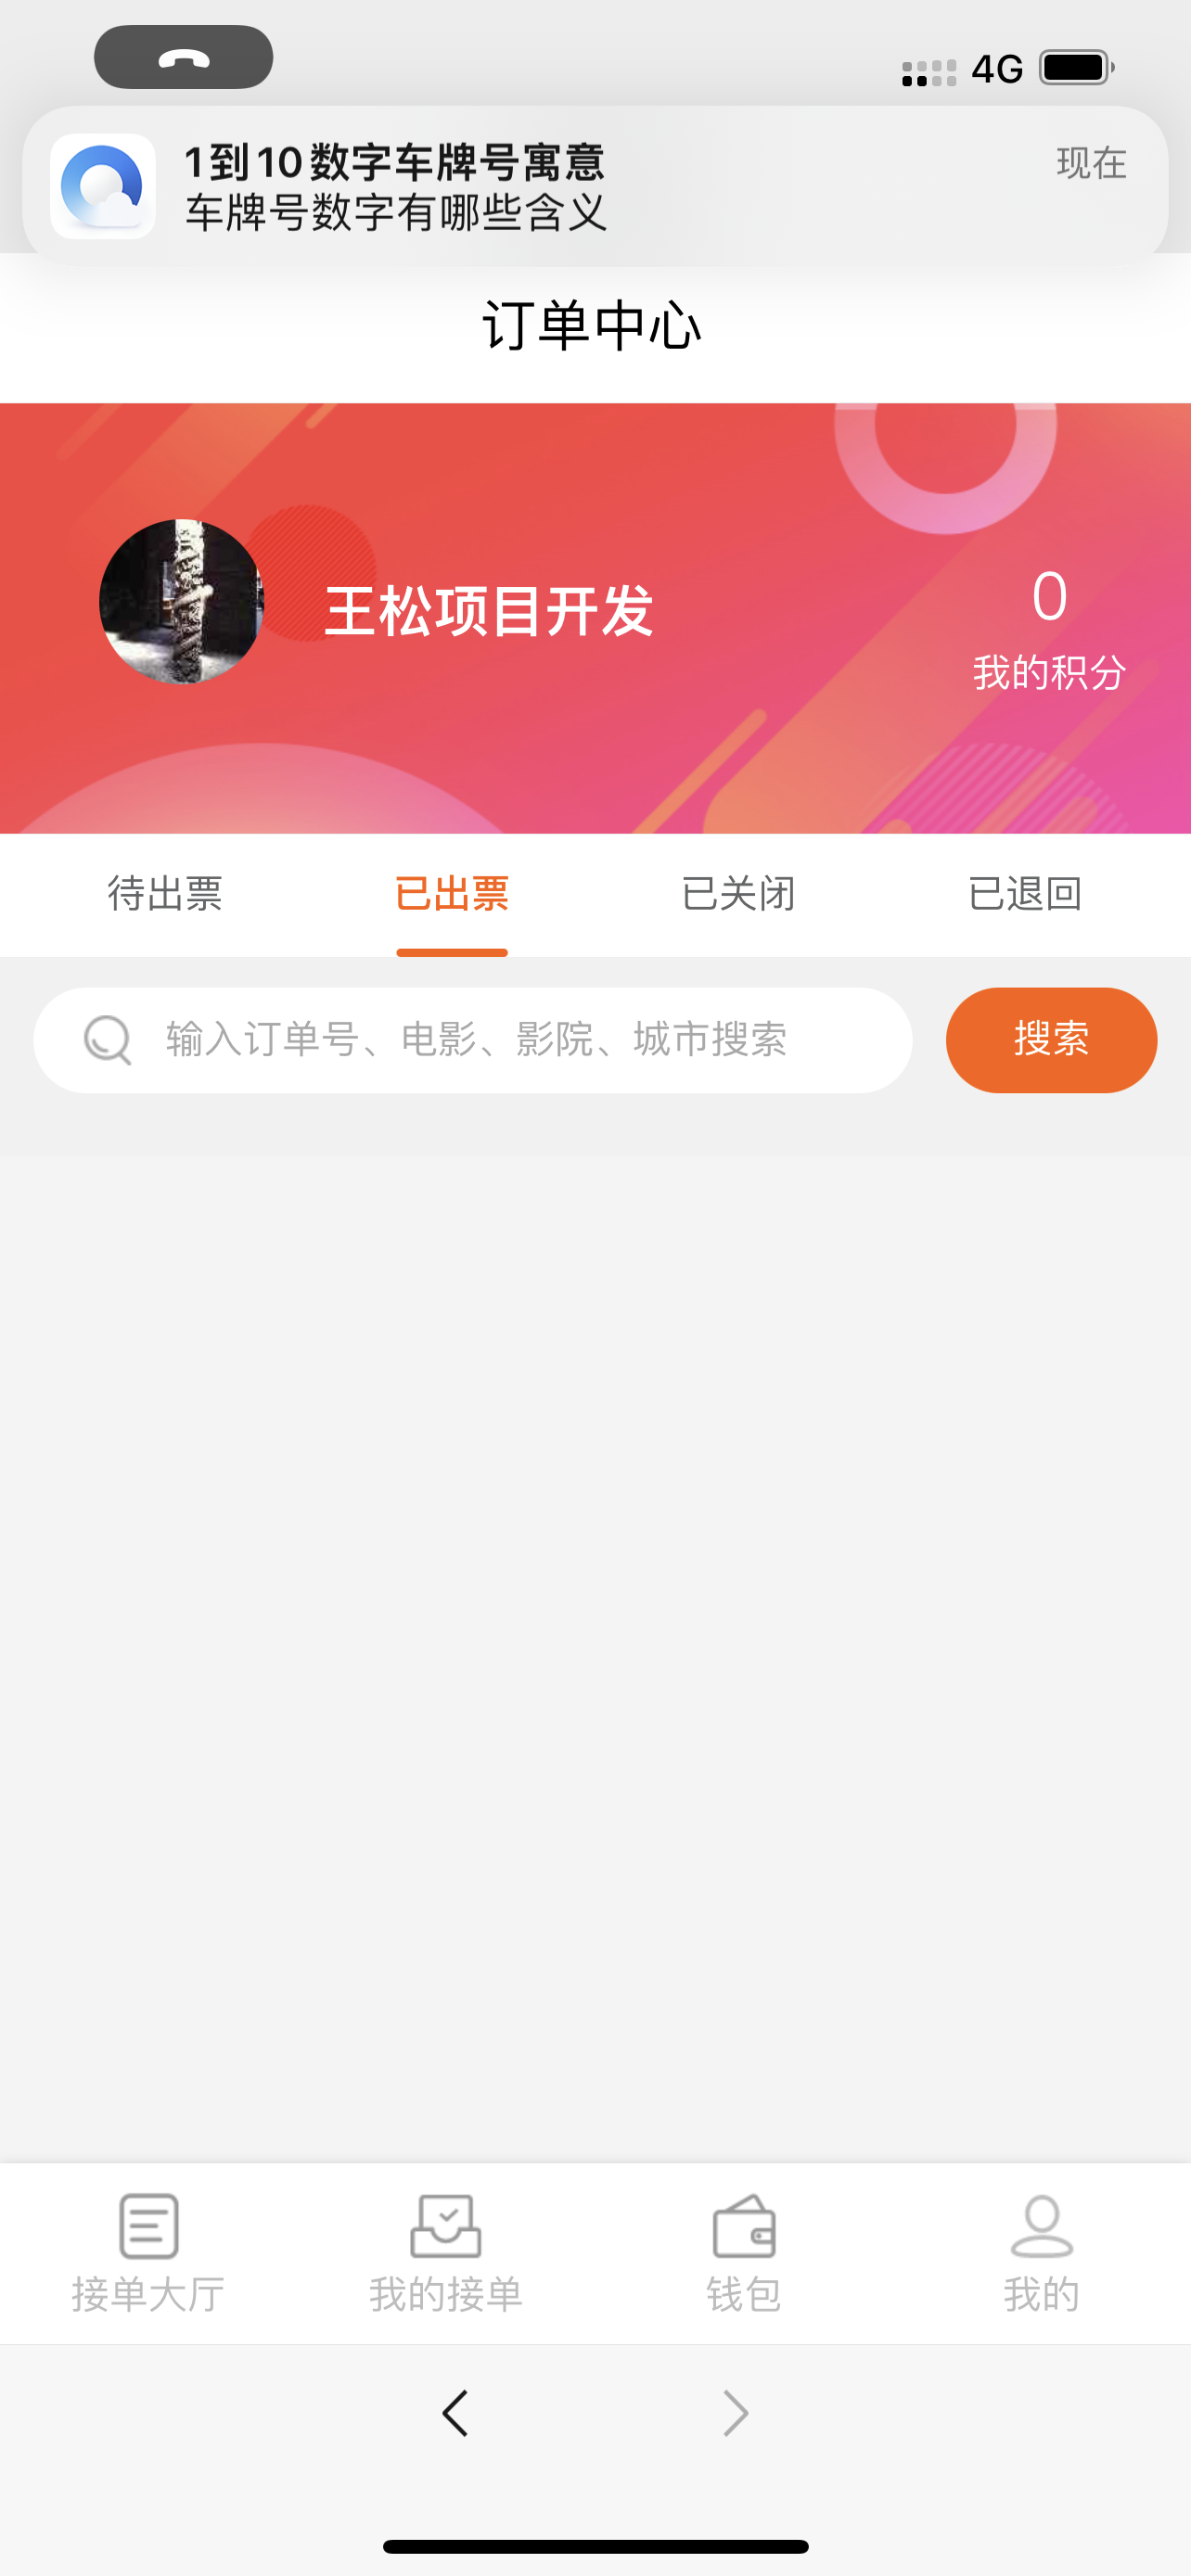 4G
1到10数字车牌号寓意
现在
车牌号数字有哪些含义
订单中心
王松项目开发
0
我的积分
待出票
已出票
已关闭
已退回
输入订单号、电影、影院、城市搜索
搜索
接单大厅
我的接单
钱包
我的